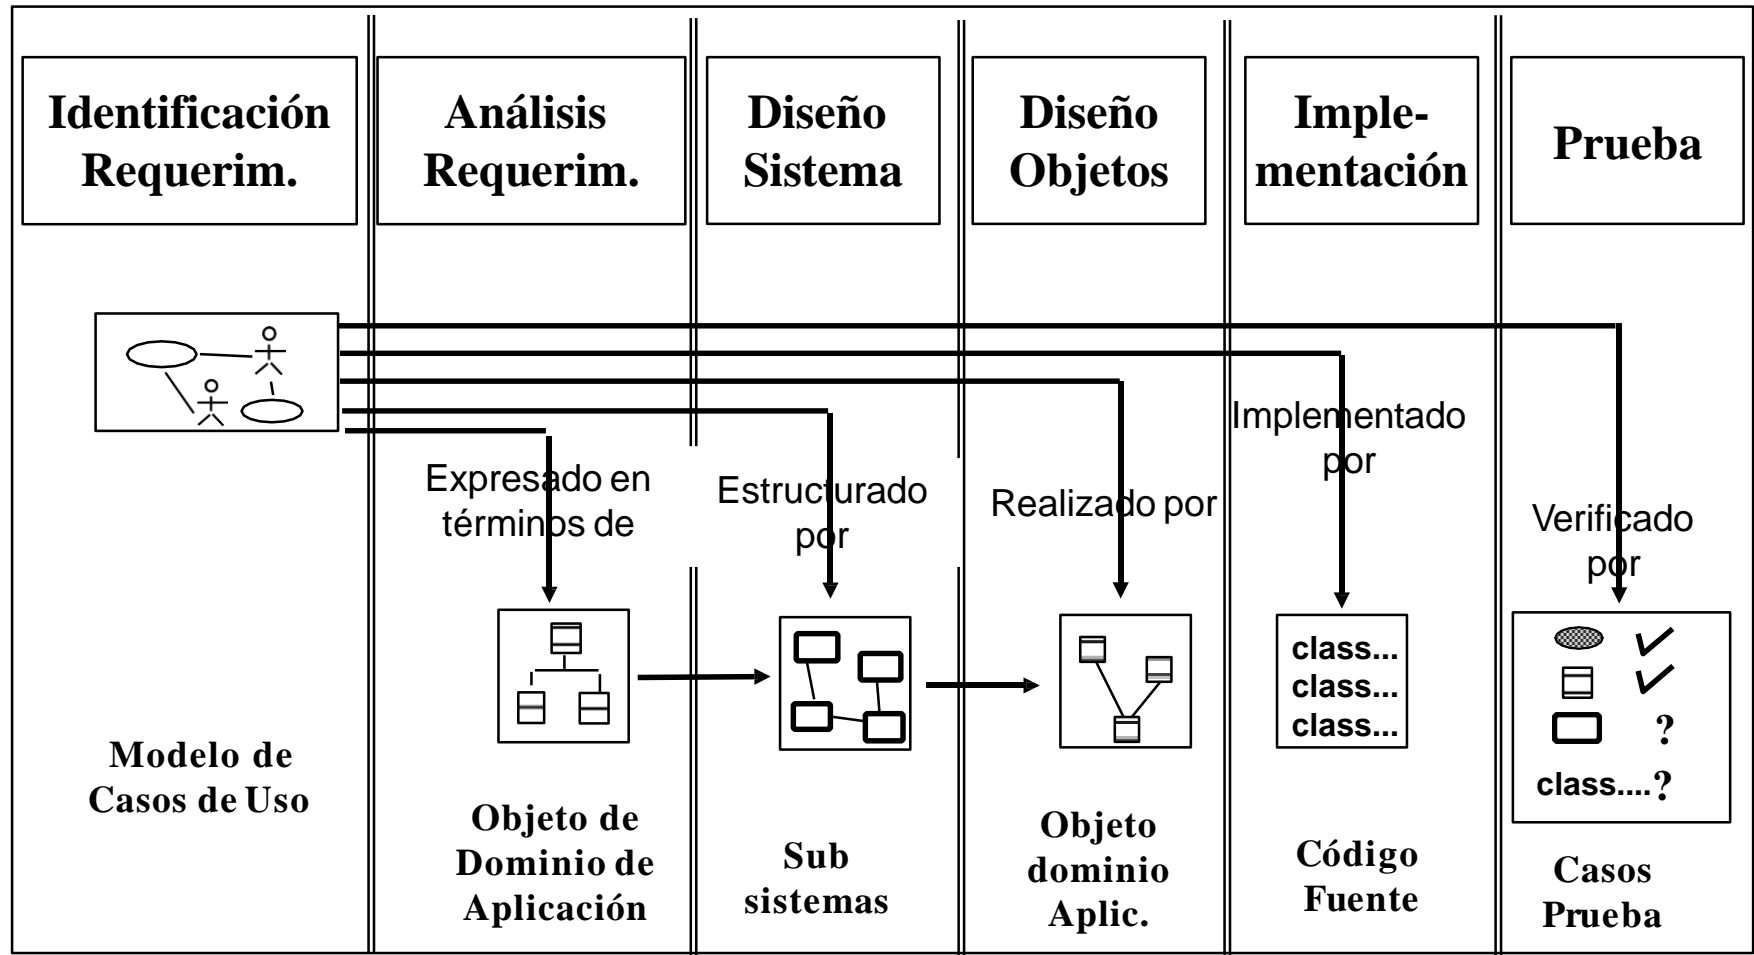 Identificación
Requerim.
Análisis
Requerim.
Diseño
Sistema
Diseño
Objetos
Imple-
mentación
Prueba
Expresado en
términos de
Estructurado
por
Realizado por
Implementado
por
Verificado
por
class...
class...
class...
?
class....?
Modelo de
Casos de Uso
Objeto de
Dominio de
Aplicación
Sub
sistemas
Objeto
dominio
Aplic.
Código
Fuente
Casos
Prueba